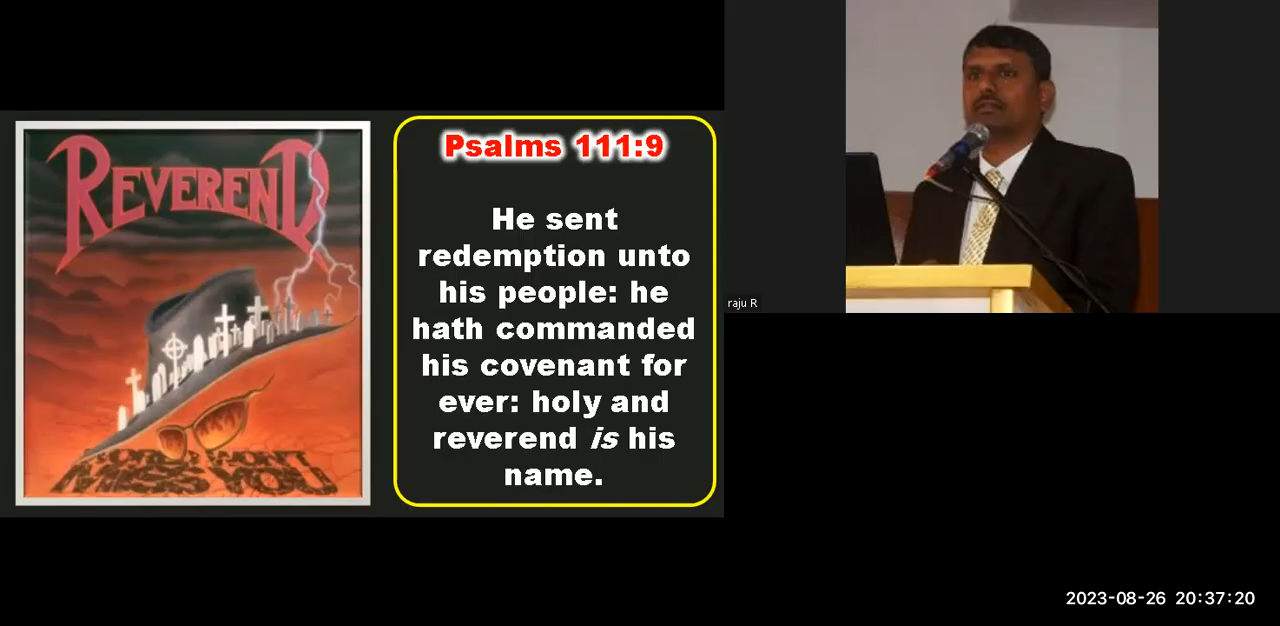 REVEREND
WORLD WON'T
MISS YOU
Psalms 111:9
He sent
redemption unto
his people: he
hath commanded
his covenant for
ever: holy and
reverend is his
name.
raju R
2023-08-26 20:37:20